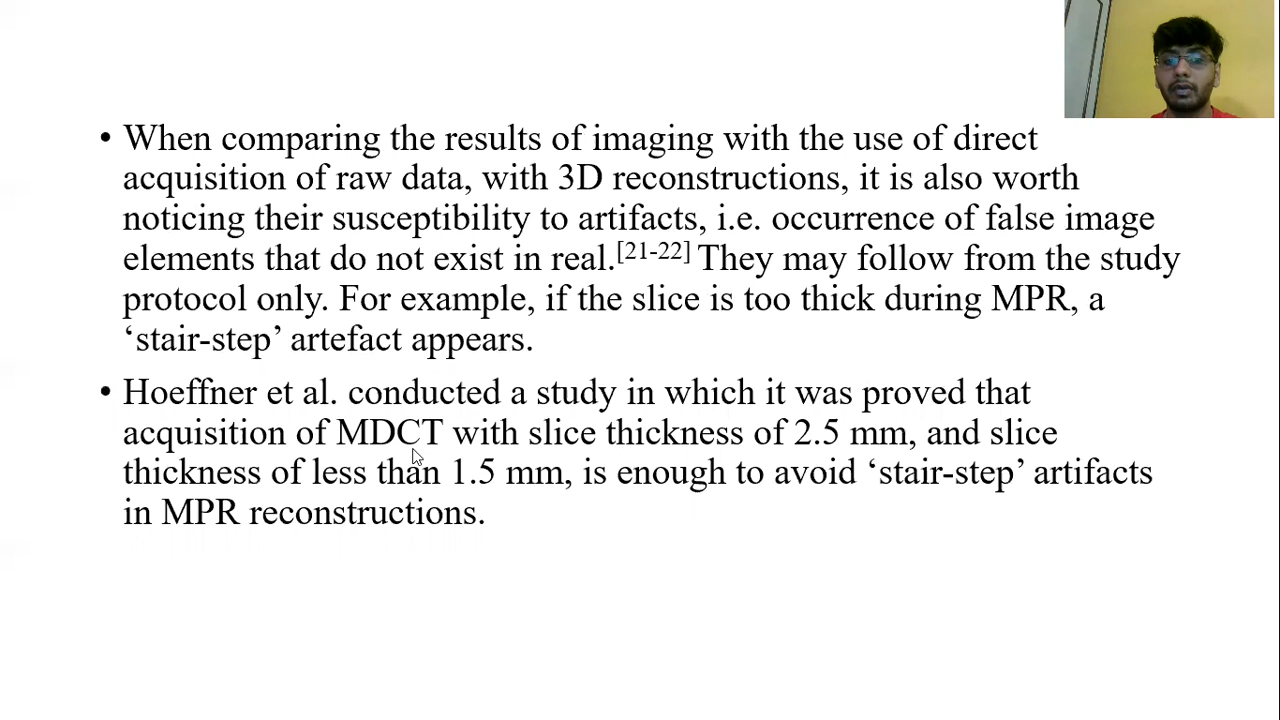 • When comparing the results of imaging with the use of direct
acquisition of raw data, with 3D reconstructions, it is also worth
noticing their susceptibility to artifacts, i.e. occurrence of false image
elements that do not exist in real.[21-22] They may follow from the study
protocol only. For example, if the slice is too thick during MPR, a
‘stair-step’ artefact appears.
• Hoeffner et al. conducted a study in which it was proved that
acquisition of MDCT with slice thickness of 2.5 mm, and slice
thickness of less than 1.5 mm, is enough to avoid ‘stair-step’ artifacts
in MPR reconstructions.